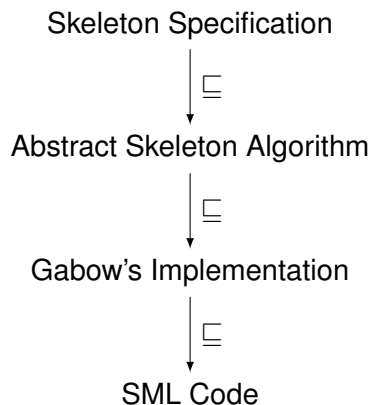 Skeleton Specification
⊑
Abstract Skeleton Algorithm
⊑
Gabow's Implementation
⊑
SML Code